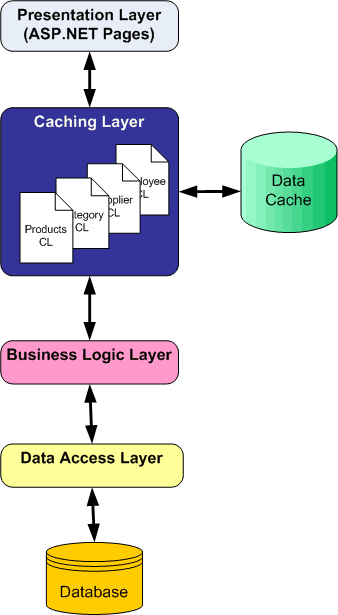 Presentation Layer
(ASP.NET Pages)
Caching Layer
Products
CL
CL
CL
CL
Data
Cache
Business Logic Layer
Data Access Layer
Database